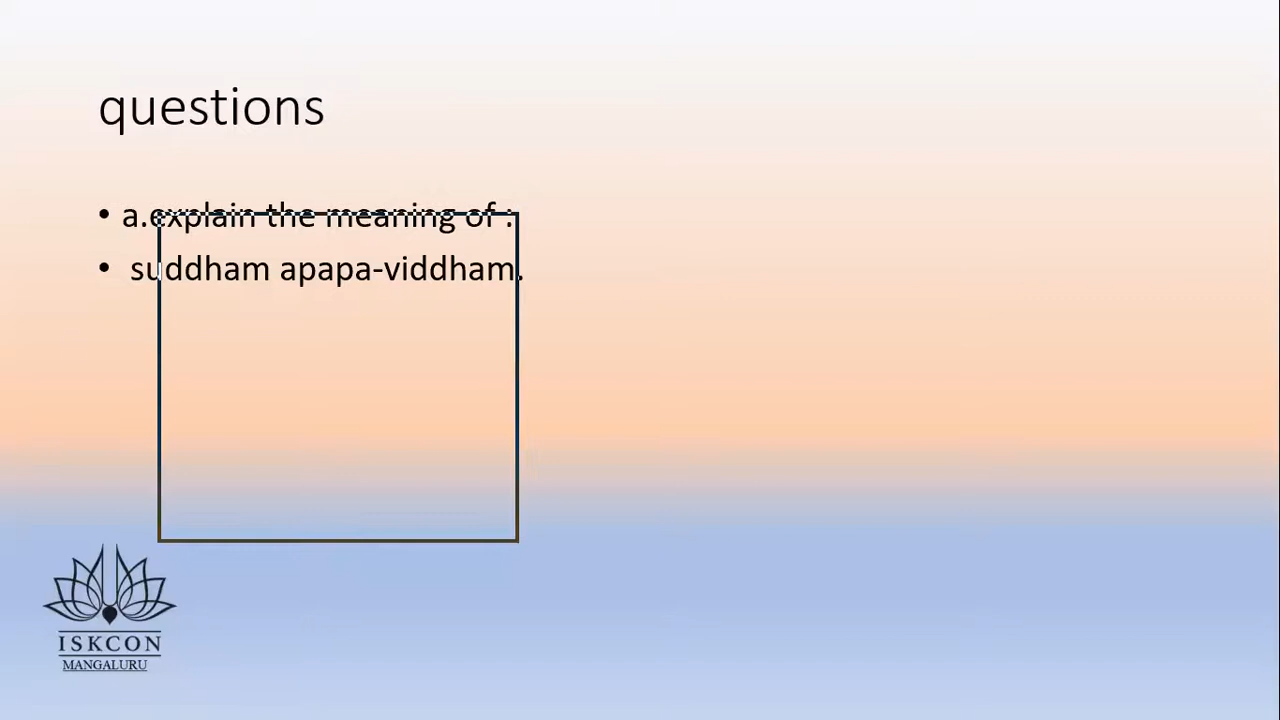 questions
• a.explain the meaning of :
• suddham apapa-viddham.
ISKCON
MANGALURU